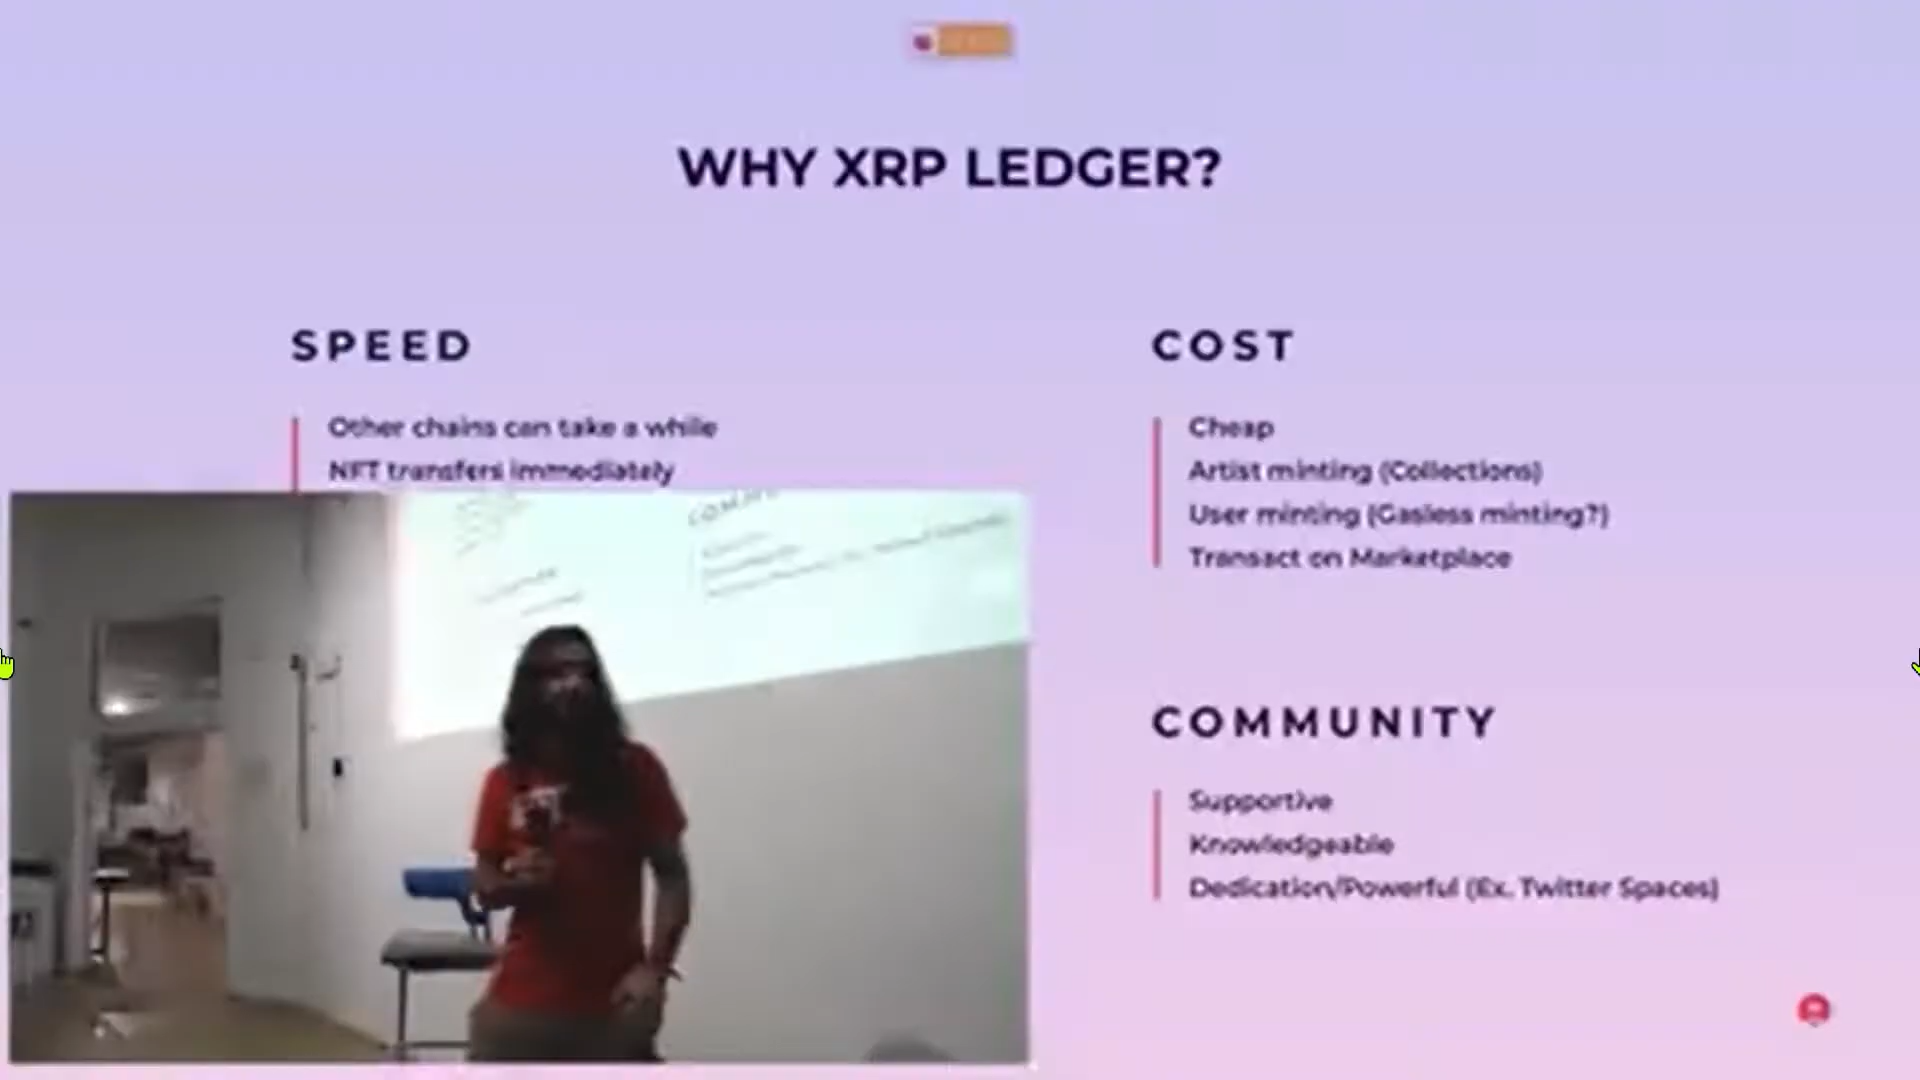 WHY XRP LEDGER?
SPEED
Other chains can take a while
NFT transfers immediately
COST
Cheap
Artist minting (Collections)
User minting (Gasless minting?)
Transact on Marketplace
COMMUNITY
Supportive
Knowledgeable
Dedication/Powerful (Ex. Twitter Spaces)